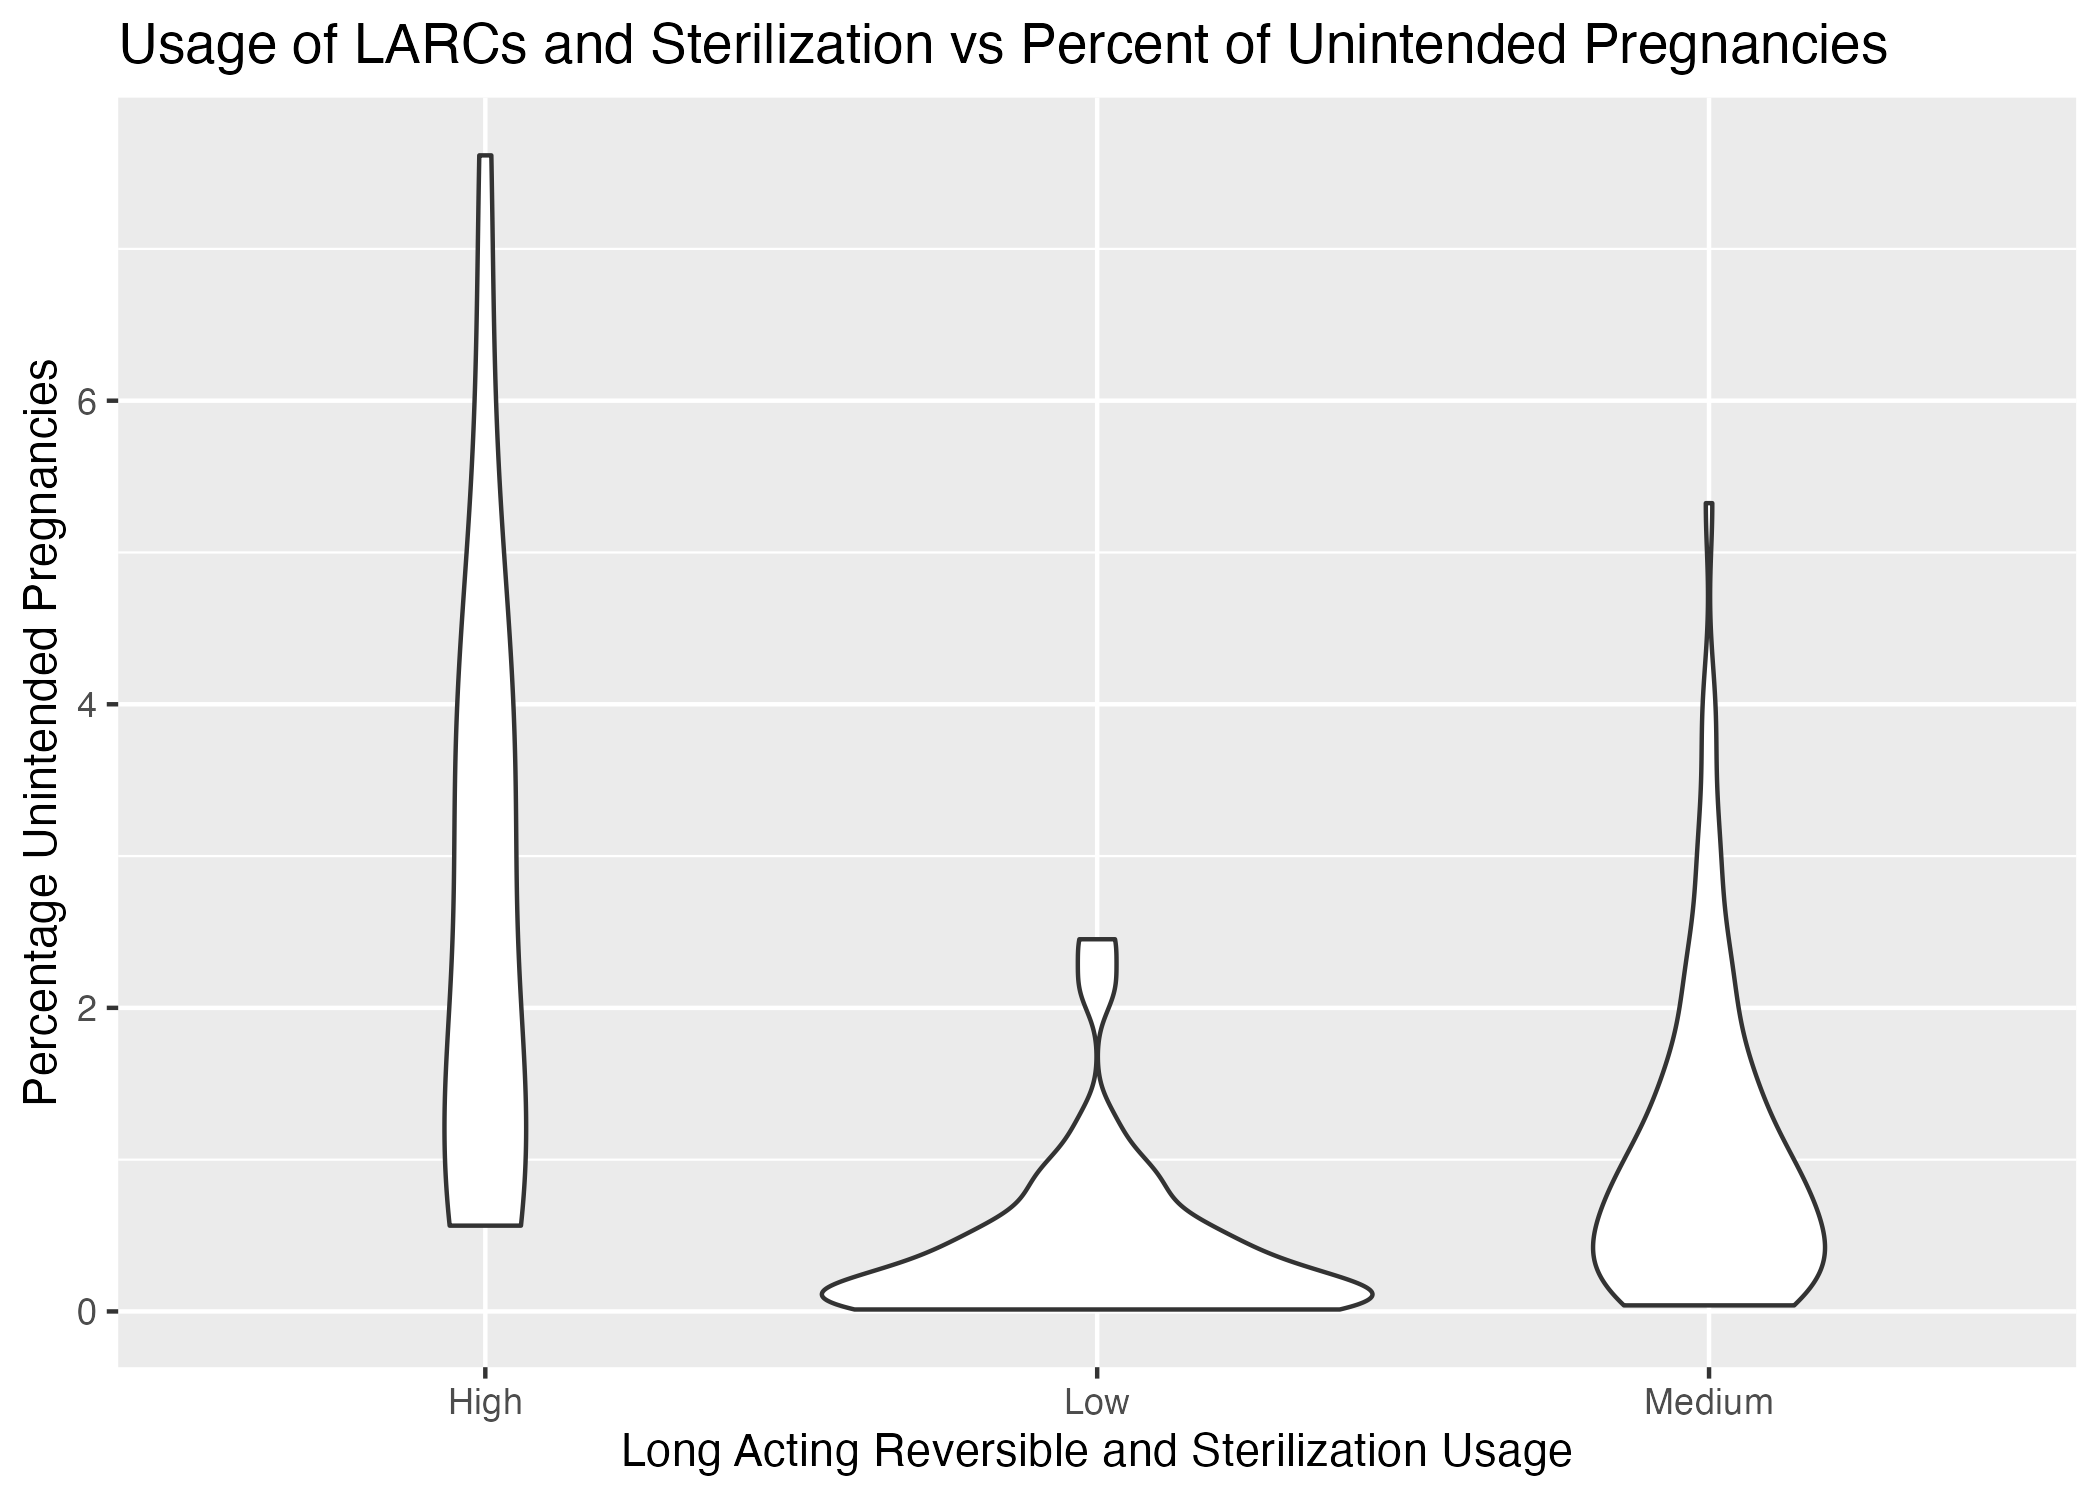 Usage of LARCs and Sterilization vs Percent of Unintended Pregnancies
Percentage Unintended Pregnancies
6
4
2
0
High
Low
Medium
Long Acting Reversible and Sterilization Usage